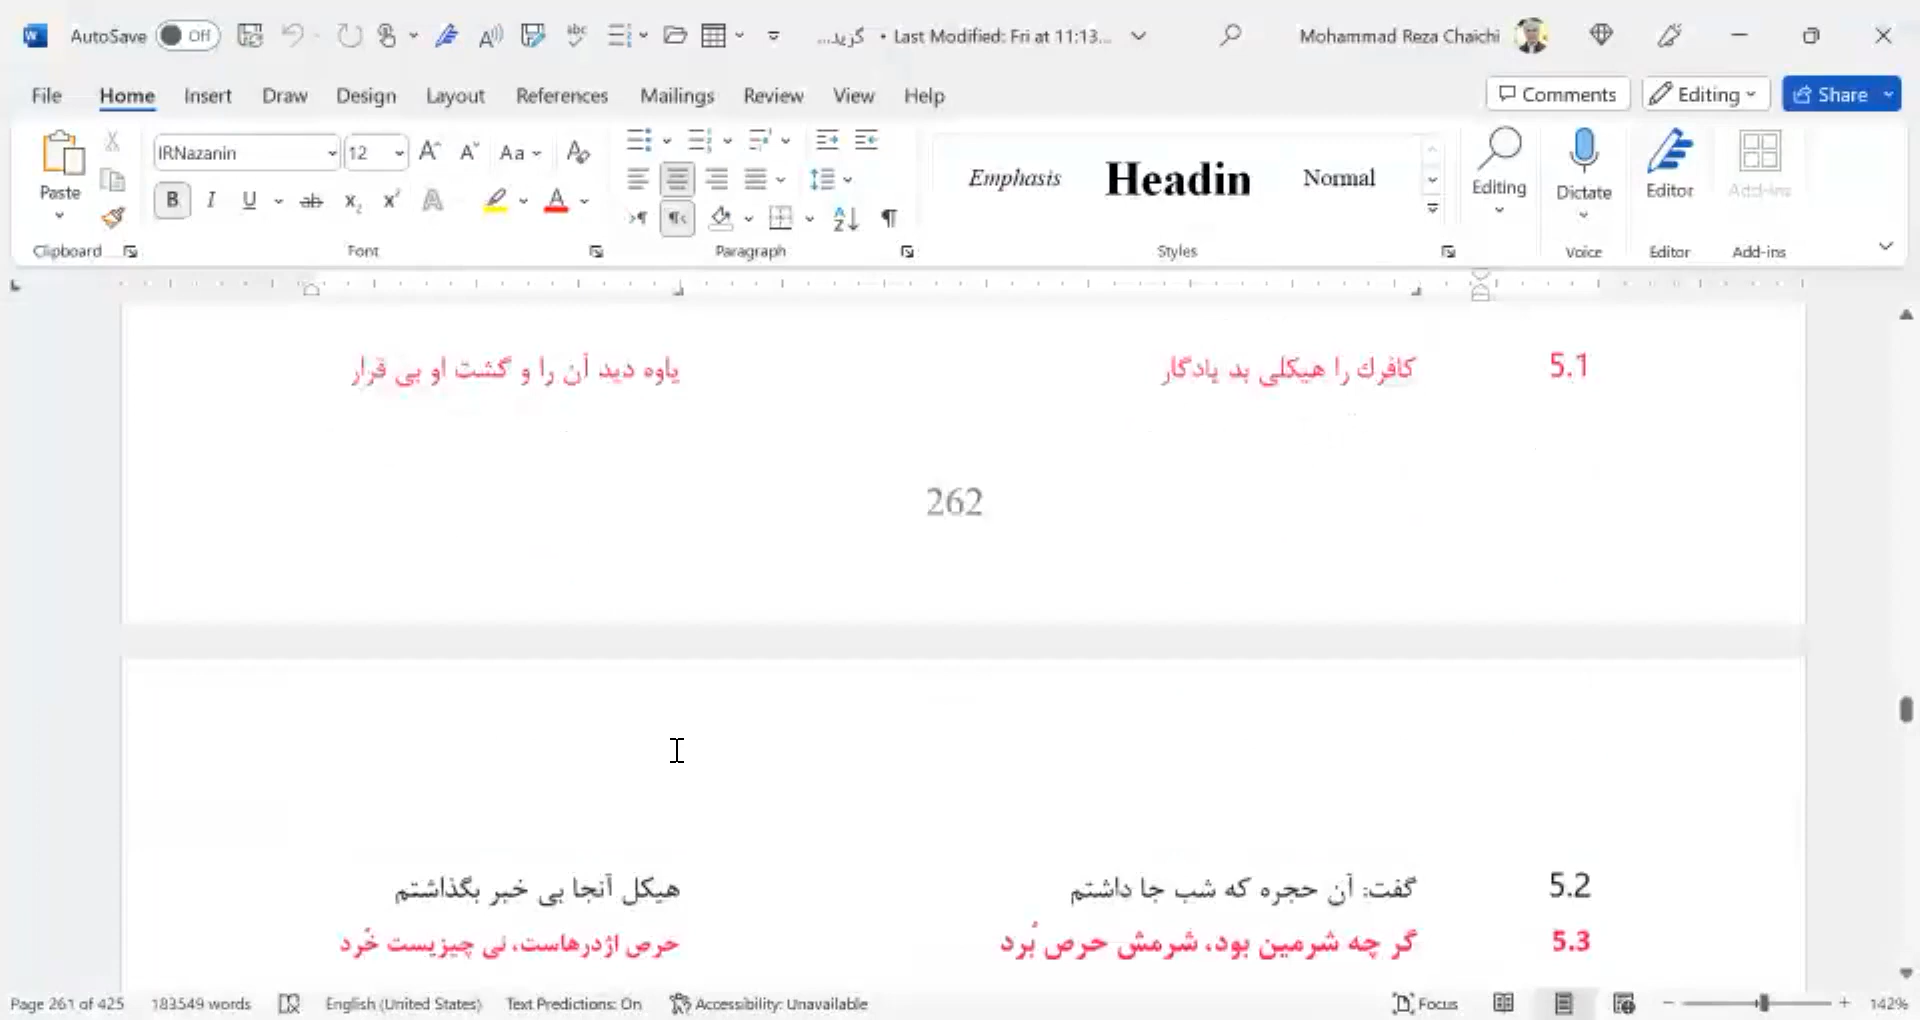 AutoSave Off گزید... • Last Modified: Fri at 11:13... Mohammad Reza Chaichi
File Home Insert Draw Design Layout References Mailings Review View Help Comments Editing Share
Paste IRNazanin 12 Emphasis Headin Normal Editing Dictate Editor Add-ins
Clipboard Font Paragraph Styles Voice Editor Add-ins
5.1 کافرك را هیکلی بد یادگار یاوه دید آن را و گشت او بی قرار
262
5.2 گفت: آن حجره که شب جا داشتم هیکل آنجا بی خبر بگذاشتم
5.3 گر چه شرمین بود، شرمش حرص بُرد حرص اژدرهاست، نی چیزیست خُرد
Page 261 of 425 183549 words English (United States) Text Predictions: On Accessibility: Unavailable Focus 142%